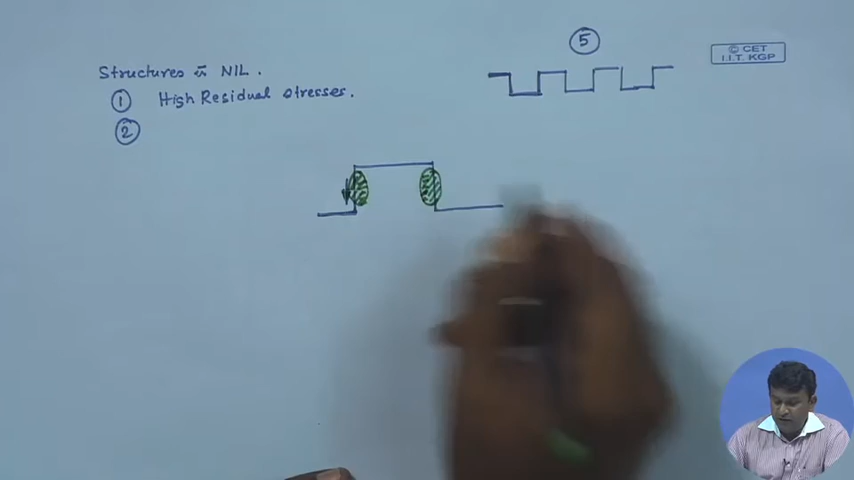 5
© CET
I.I.T. KGP
Structures in NIL.
1 High Residual Stresses.
2